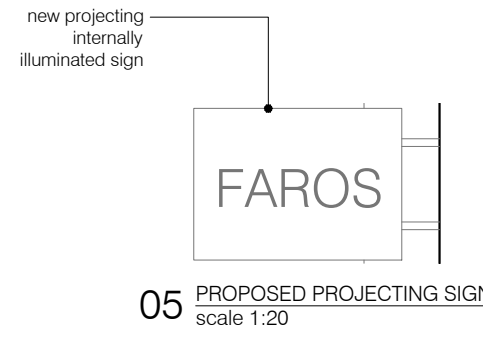 new projecting
internally
illuminated sign
FAROS
05 PROPOSED PROJECTING SIGN
scale 1:20